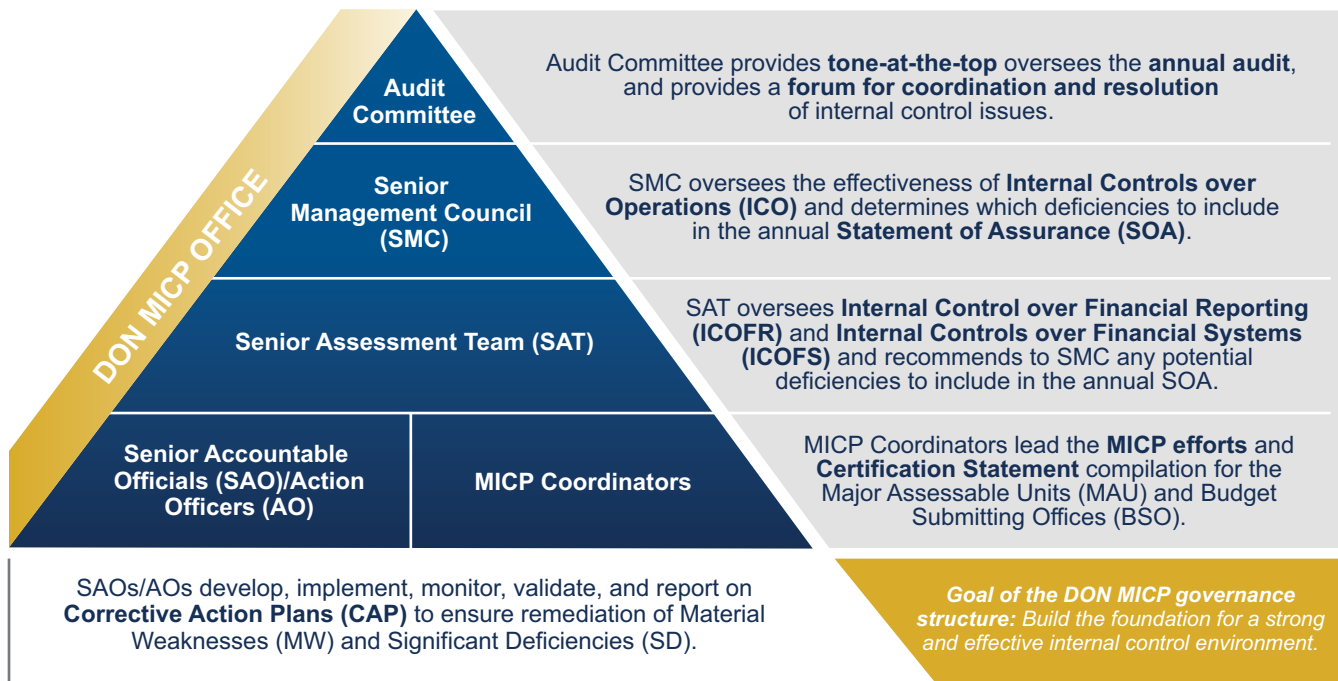 DON MICP OFFICE
Audit
Committee
Audit Committee provides tone-at-the-top oversees the annual audit,
and provides a forum for coordination and resolution
of internal control issues.
Senior
Management Council
(SMC)
SMC oversees the effectiveness of Internal Controls over
Operations (ICO) and determines which deficiencies to include
in the annual Statement of Assurance (SOA).
Senior Assessment Team (SAT)
SAT oversees Internal Control over Financial Reporting
(ICOFR) and Internal Controls over Financial Systems
(ICOFS) and recommends to SMC any potential
deficiencies to include in the annual SOA.
Senior Accountable
Officials (SAO)/Action
Officers (AO)
MICP Coordinators
MICP Coordinators lead the MICP efforts and
Certification Statement compilation for the
Major Assessable Units (MAU) and Budget
Submitting Offices (BSO).
SAOs/AOs develop, implement, monitor, validate, and report on
Corrective Action Plans (CAP) to ensure remediation of Material
Weaknesses (MW) and Significant Deficiencies (SD).
Goal of the DON MICP governance
structure: Build the foundation for a strong
and effective internal control environment.